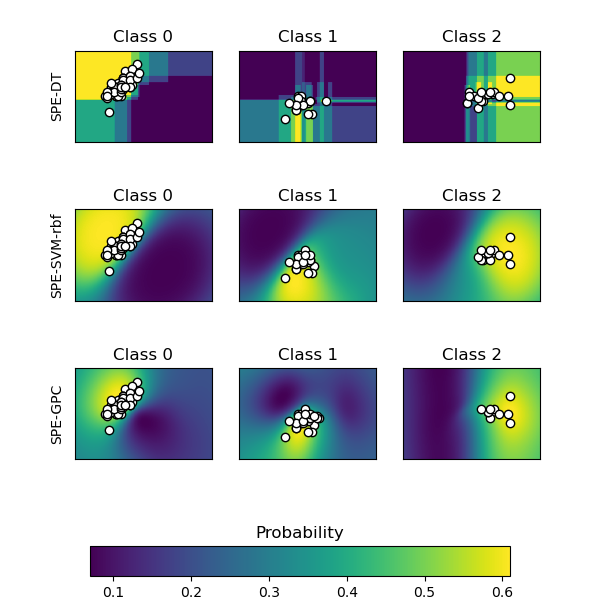 Class 0 Class 1 Class 2
SPE-DT
Class 0 Class 1 Class 2
SPE-SVM-rbf
Class 0 Class 1 Class 2
SPE-GPC
Probability
0.1 0.2 0.3 0.4 0.5 0.6